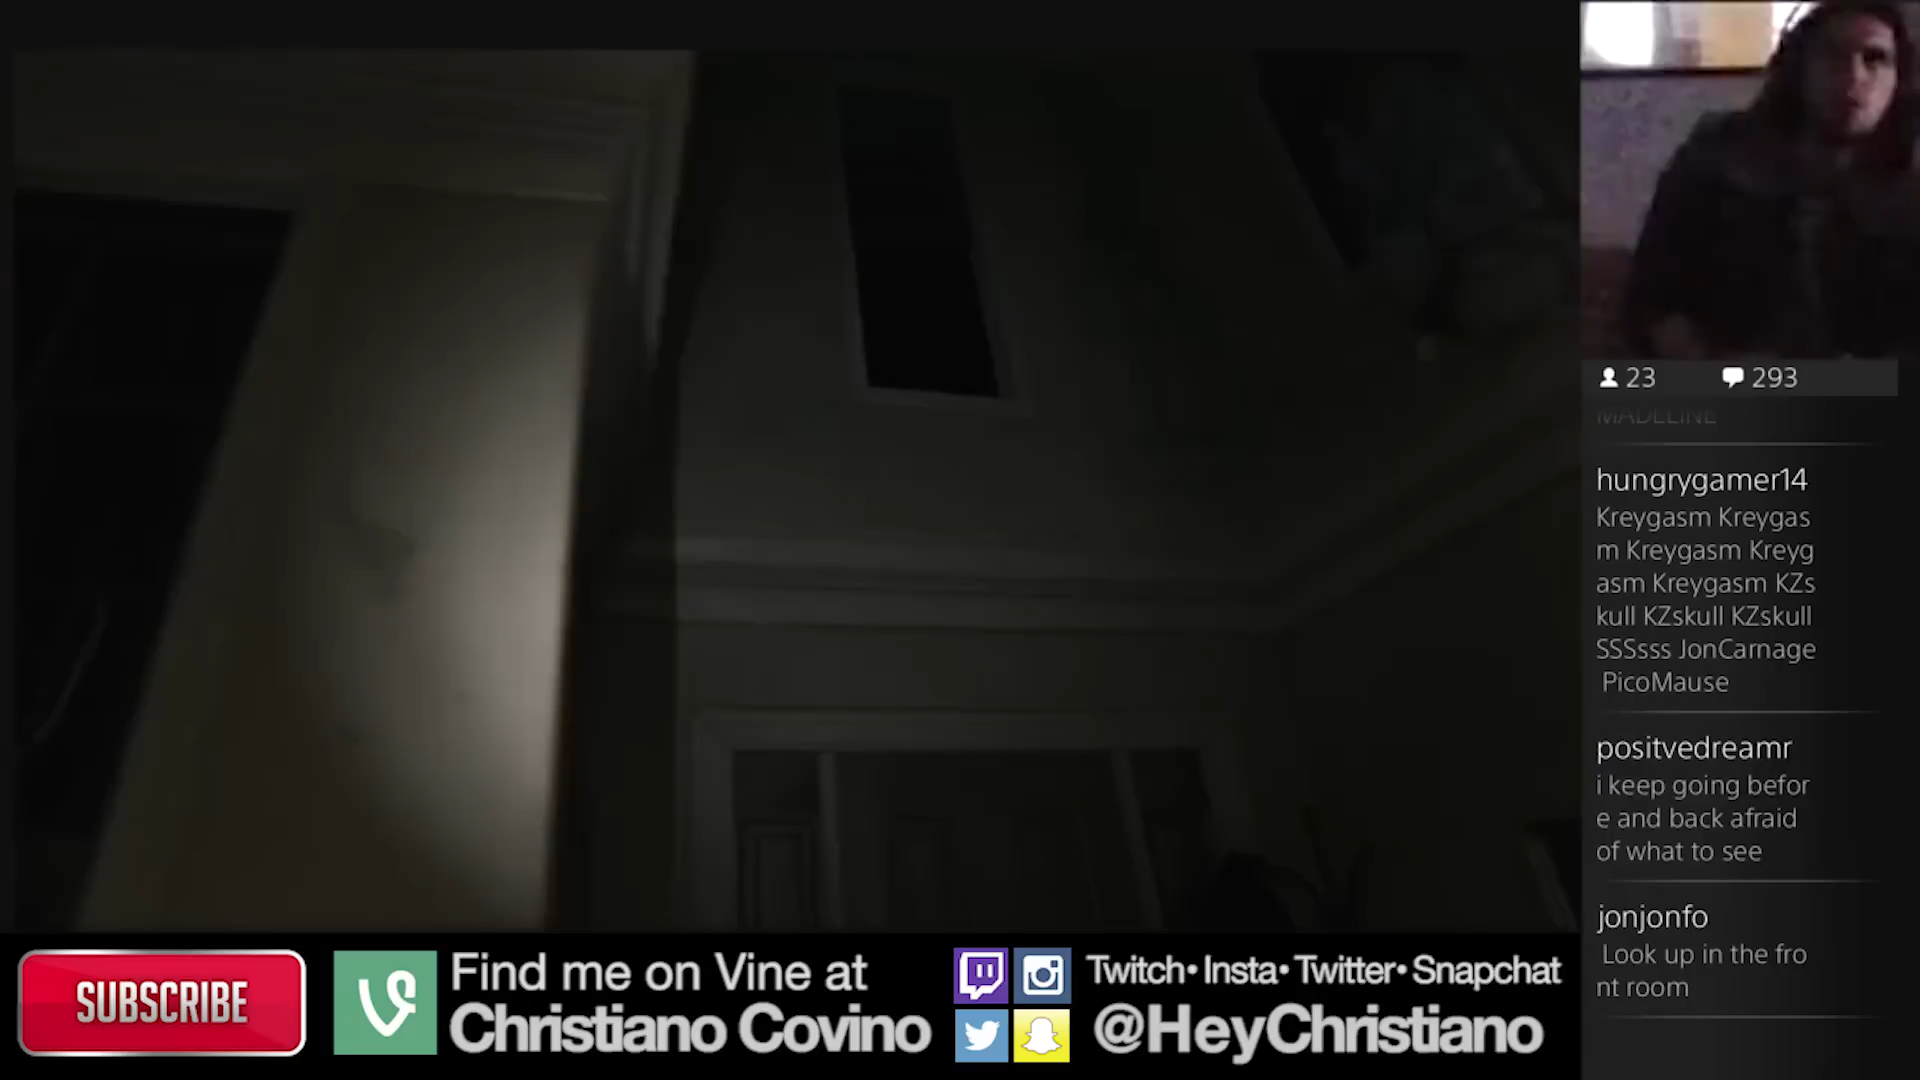 23 293
MADELINE
hungrygamer14
Kreygasm Kreygas
m Kreygasm Kreyg
asm Kreygasm KZs
kull KZskull KZskull
SSSsss JonCarnage
PicoMause
positvedreamr
i keep going befor
e and back afraid
of what to see
jonjonfo
Look up in the fro
nt room
SUBSCRIBE
Find me on Vine at
Christiano Covino
Twitch• Insta• Twitter• Snapchat
@HeyChristiano